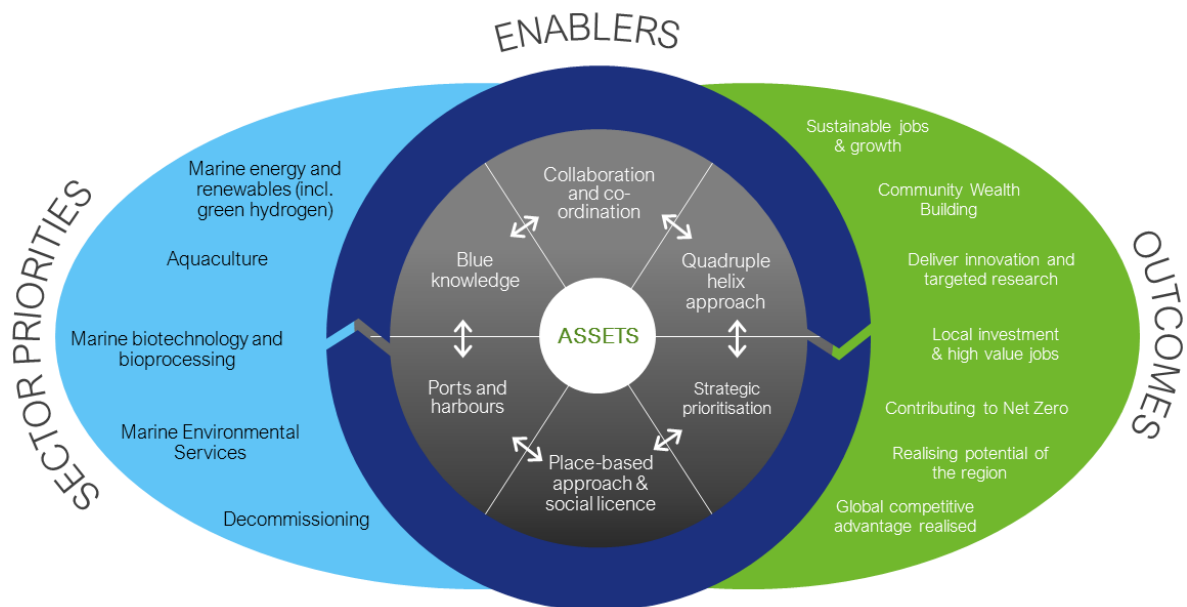 ENABLERS
SECTOR PRIORITIES
Marine energy and
renewables (incl.
green hydrogen)
Aquaculture
Marine biotechnology and
bioprocessing
Marine Environmental
Services
Decommissioning
Collaboration
and co-
ordination
Blue
knowledge
Quadruple
helix
approach
ASSETS
Ports and
harbours
Strategic
prioritisation
Place-based
approach &
social licence
OUTCOMES
Sustainable jobs
& growth
Community Wealth
Building
Deliver innovation and
targeted research
Local investment
& high value jobs
Contributing to Net Zero
Realising potential of
the region
Global competitive
advantage realised